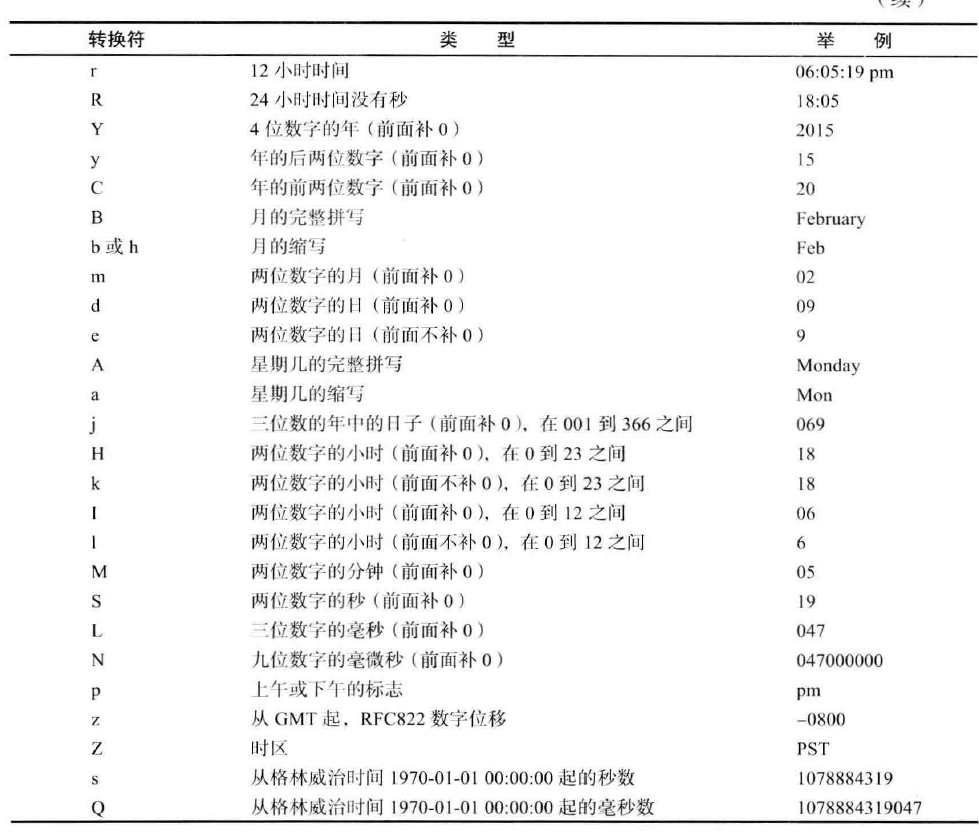 （续）
转换符 类 型 举 例
r 12 小时时间 06:05:19 pm
R 24 小时时间没有秒 18:05
Y 4 位数字的年（前面补 0） 2015
y 年的后两位数字（前面补 0） 15
C 年的前两位数字（前面补 0） 20
B 月的完整拼写 February
b 或 h 月的缩写 Feb
m 两位数字的月（前面补 0） 02
d 两位数字的日（前面补 0） 09
e 两位数字的日（前面不补 0） 9
A 星期几的完整拼写 Monday
a 星期几的缩写 Mon
j 三位数的年中的日子（前面补 0），在 001 到 366 之间 069
H 两位数字的小时（前面补 0），在 0 到 23 之间 18
k 两位数字的小时（前面不补 0），在 0 到 23 之间 18
I 两位数字的小时（前面补 0），在 0 到 12 之间 06
l 两位数字的小时（前面不补 0），在 0 到 12 之间 6
M 两位数字的分钟（前面补 0） 05
S 两位数字的秒（前面补 0） 19
L 三位数字的毫秒（前面补 0） 047
N 九位数字的毫微秒（前面补 0） 047000000
p 上午或下午的标志 pm
z 从 GMT 起，RFC822 数字位移 –0800
Z 时区 PST
s 从格林威治时间 1970-01-01 00:00:00 起的秒数 1078884319
Q 从格林威治时间 1970-01-01 00:00:00 起的毫秒数 1078884319047